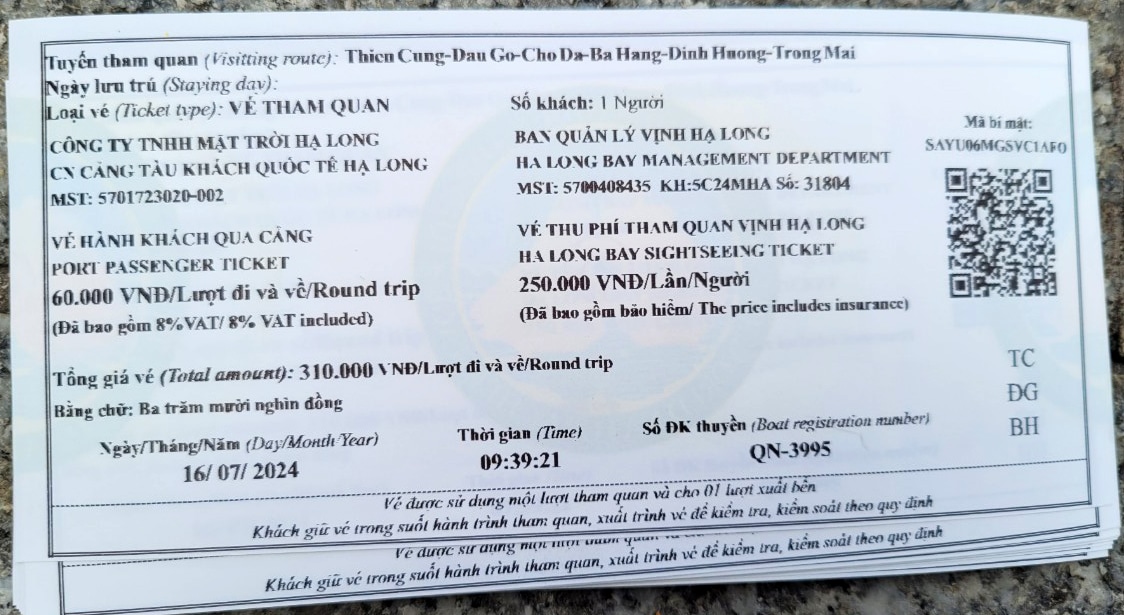 Tuyến tham quan (Visitting route): Thien Cung-Dau Go-Cho Da-Ba Hang-Dinh Huong-Trong Mai
Ngày lưu trú (Staying day):
Loại vé (Ticket type): VÉ THAM QUAN
Số khách: 1 Người
CÔNG TY TNHH MẶT TRỜI HẠ LONG
CN CẢNG TÀU KHÁCH QUỐC TẾ HẠ LONG
MST: 5701723020-002
VÉ HÀNH KHÁCH QUA CẢNG
PORT PASSENGER TICKET
60.000 VNĐ/Lượt đi và về/Round trip
(Đã bao gồm 8%VAT/ 8% VAT included)
BAN QUẢN LÝ VỊNH HẠ LONG
HA LONG BAY MANAGEMENT DEPARTMENT
MST: 5700408435 KH:5C24MHA Số: 31804
VÉ THU PHÍ THAM QUAN VỊNH HẠ LONG
HA LONG BAY SIGHTSEEING TICKET
250.000 VNĐ/Lần/Người
(Đã bao gồm bảo hiểm/ The price includes insurance)
Mã bí mật:
SAYU06MGSVC1AFO
Tổng giá vé (Total amount): 310.000 VNĐ/Lượt đi và về/Round trip
Bằng chữ: Ba trăm mười nghìn đồng
TC
ĐG
BH
Ngày/Tháng/Năm (Day/Month/Year)
16/ 07/ 2024
Thời gian (Time)
09:39:21
Số ĐK thuyền (Boat registration number)
QN-3995
Vé được sử dụng một lượt tham quan và cho 01 lượt xuất bến
Khách giữ vé trong suốt hành trình tham quan, xuất trình vé để kiểm tra, kiểm soát theo quy định
Vé được sử dụng một lượt tham quan
Khách giữ vé trong suốt hành trình tham quan, xuất trình vé để kiểm tra, kiểm soát theo quy định